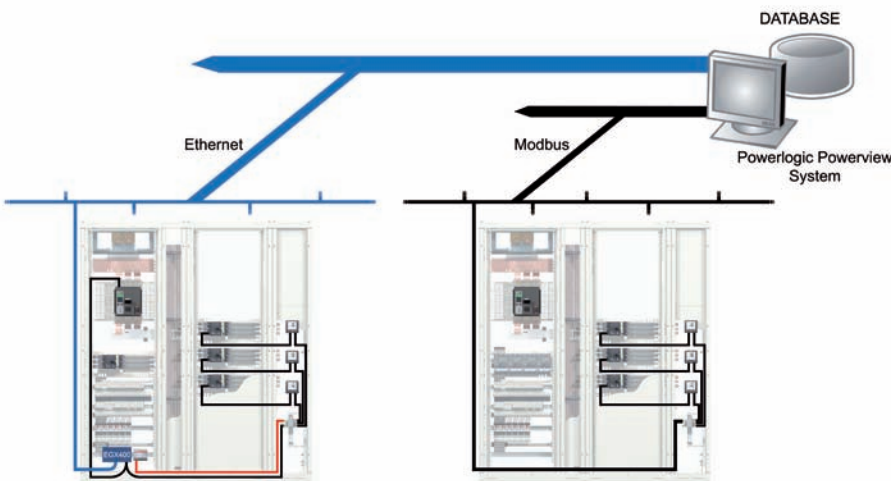 DATABASE
Ethernet
Modbus
Powerlogic Powerview
System
EGX400